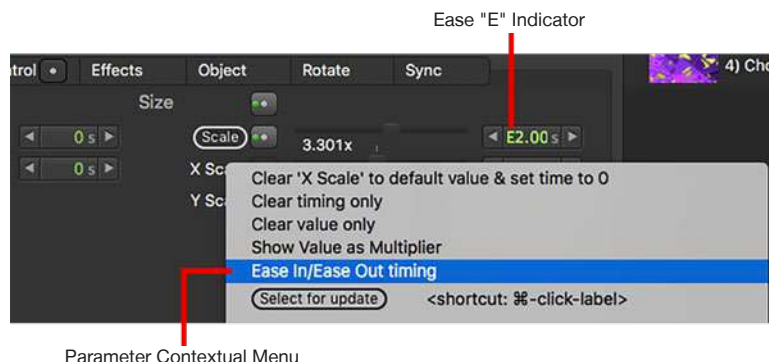 Ease "E" Indicator
trol Effects Object Rotate Sync
4) Cho
Size
0 s Scale 3.301x E2.00 s
0 s X Sc
Y Sc
Clear 'X Scale' to default value & set time to 0
Clear timing only
Clear value only
Show Value as Multiplier
Ease In/Ease Out timing
Select for update <shortcut: ⌘-click-label>
Parameter Contextual Menu